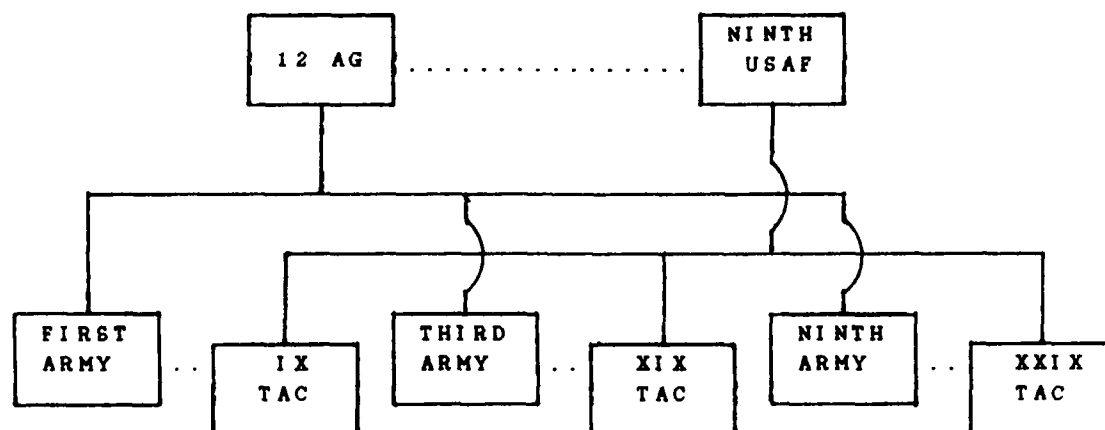 12 AG
NINTH
USAF
FIRST
ARMY
IX
TAC
THIRD
ARMY
XIX
TAC
NINTH
ARMY
XXIX
TAC